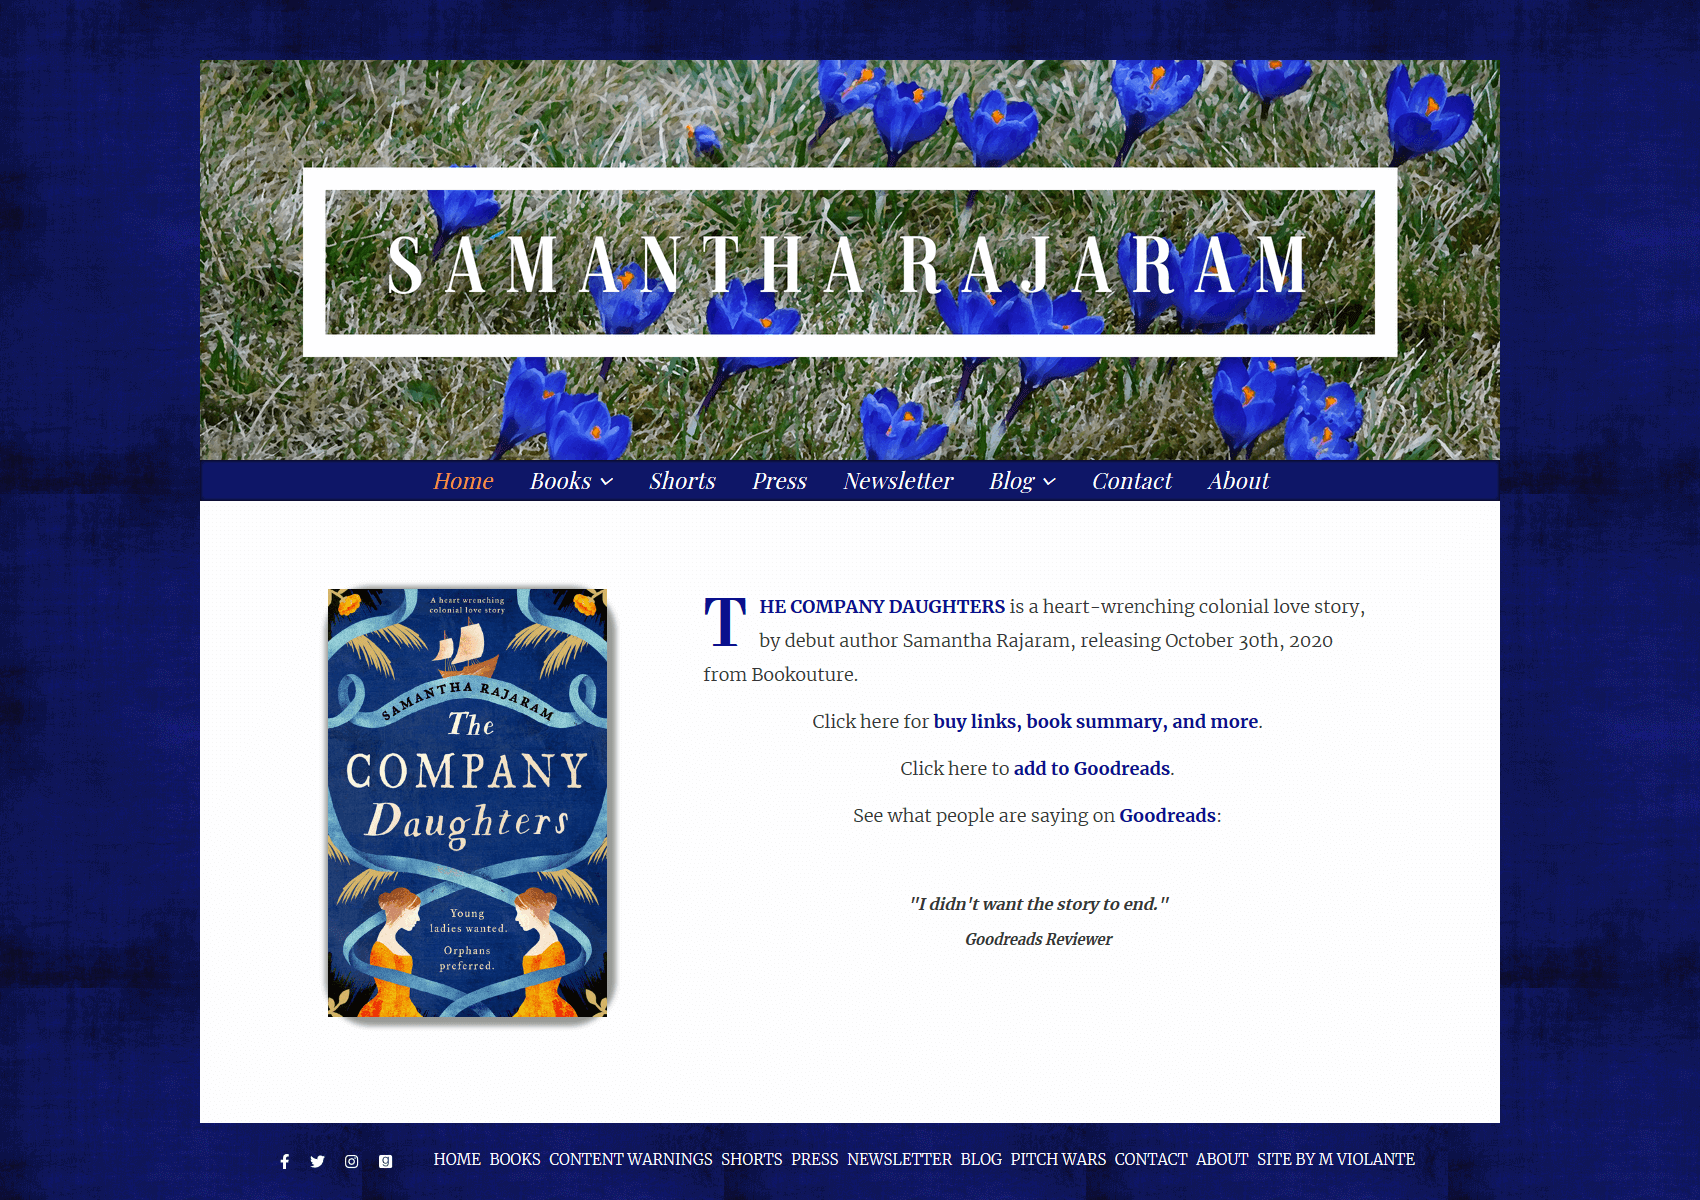 SAMANTHA RAJARAM
Home Books Shorts Press Newsletter Blog Contact About
A heart wrenching
colonial love story
SAMANTHA RAJARAM
The
COMPANY
Daughters
Young
ladies wanted.
Orphans
preferred.
THE COMPANY DAUGHTERS is a heart-wrenching colonial love story,
by debut author Samantha Rajaram, releasing October 30th, 2020
from Bookouture.
Click here for buy links, book summary, and more.
Click here to add to Goodreads.
See what people are saying on Goodreads:
"I didn't want the story to end."
Goodreads Reviewer
HOME BOOKS CONTENT WARNINGS SHORTS PRESS NEWSLETTER BLOG PITCH WARS CONTACT ABOUT SITE BY M VIOLANTE